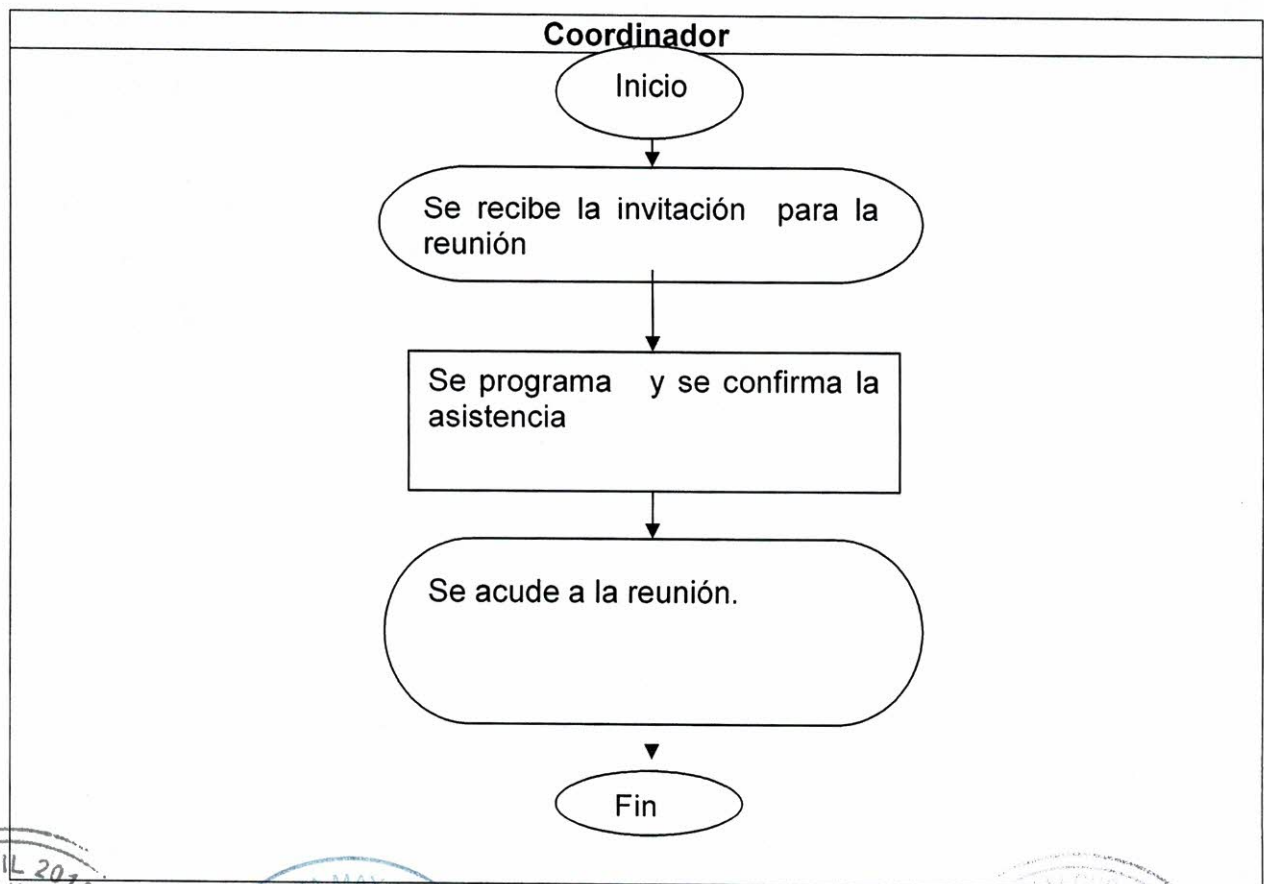 Coordinador
Inicio
Se recibe la invitación para la
reunión
Se programa y se confirma la
asistencia
Se acude a la reunión.
Fin